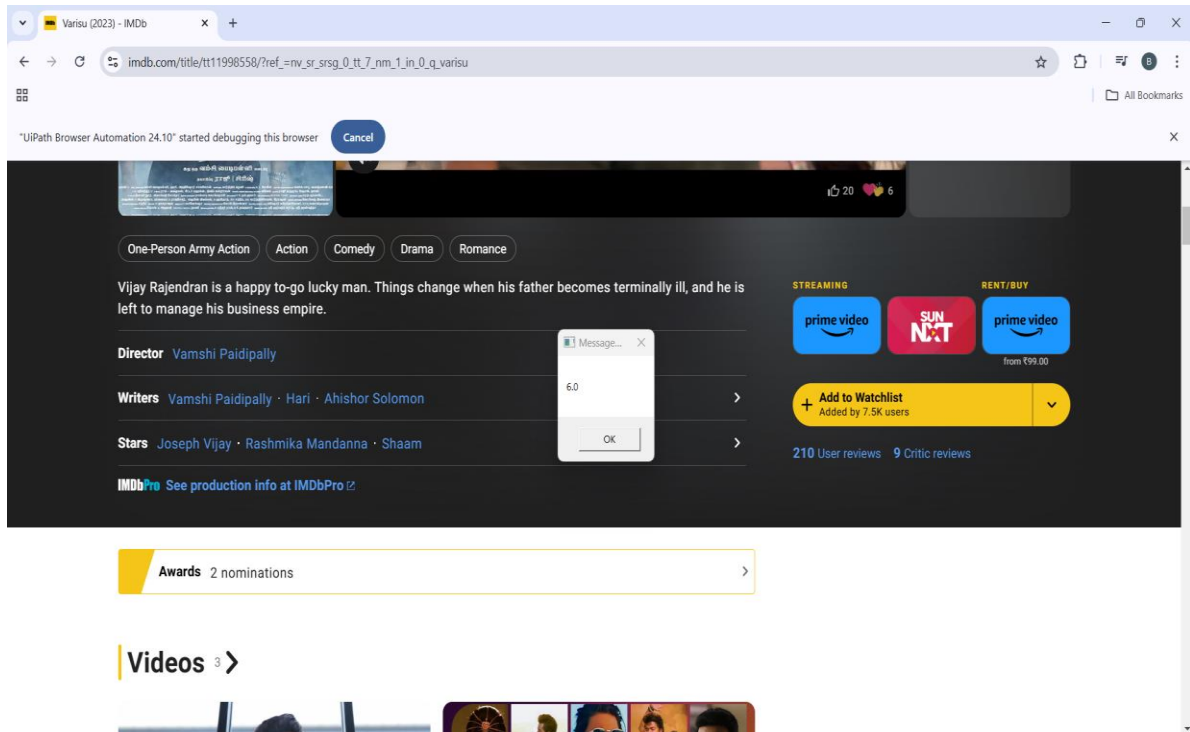 Varisu (2023) - IMDb
imdb.com/title/tt11998558/?ref_=nv_sr_srsg_0_tt_7_nm_1_in_0_q_varisu
B
All Bookmarks
"UiPath Browser Automation 24.10" started debugging this browser Cancel
20 6
One-Person Army Action Action Comedy Drama Romance
Vijay Rajendran is a happy to-go lucky man. Things change when his father becomes terminally ill, and he is
left to manage his business empire.
STREAMING RENT/BUY
prime video SUN NXT prime video
from ₹99.00
Director Vamshi Paidipally
Message...
6.0
OK
Writers Vamshi Paidipally · Hari · Ahishor Solomon
Add to Watchlist
Added by 7.5K users
Stars Joseph Vijay · Rashmika Mandanna · Shaam
210 User reviews 9 Critic reviews
IMDbPro See production info at IMDbPro
Awards 2 nominations
Videos 3